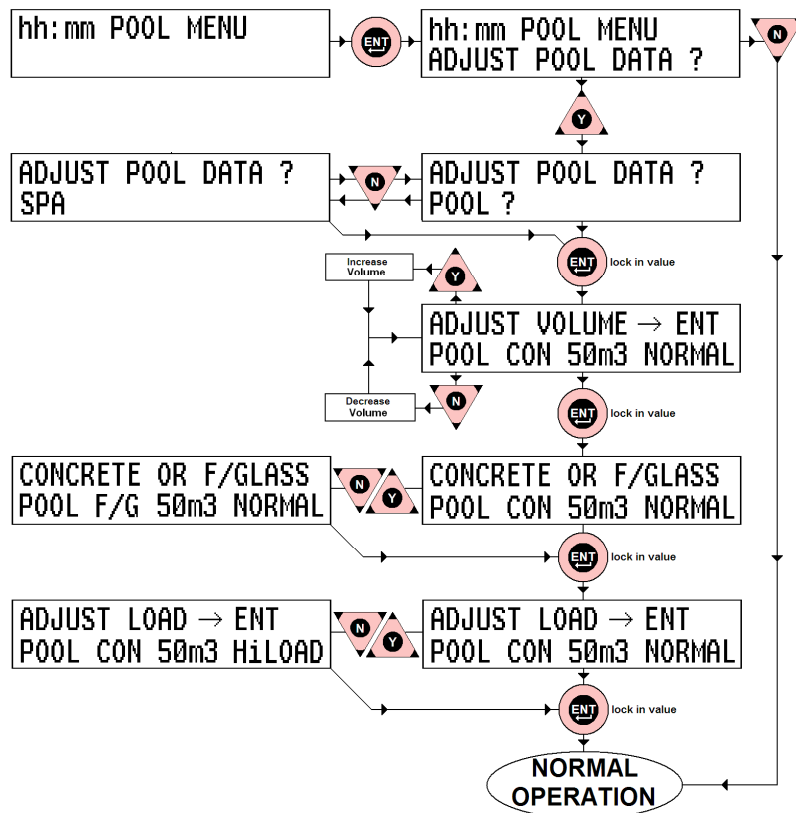 hh:mm POOL MENU
ENT
hh:mm POOL MENU
ADJUST POOL DATA ?
N
Y
ADJUST POOL DATA ?
SPA
N
ADJUST POOL DATA ?
POOL ?
ENT
lock in value
Increase
Volume
Y
ADJUST VOLUME → ENT
POOL CON 50m3 NORMAL
Decrease
Volume
N
ENT
lock in value
CONCRETE OR F/GLASS
POOL F/G 50m3 NORMAL
N
Y
CONCRETE OR F/GLASS
POOL CON 50m3 NORMAL
ENT
lock in value
ADJUST LOAD → ENT
POOL CON 50m3 HiLOAD
N
Y
ADJUST LOAD → ENT
POOL CON 50m3 NORMAL
ENT
lock in value
NORMAL
OPERATION